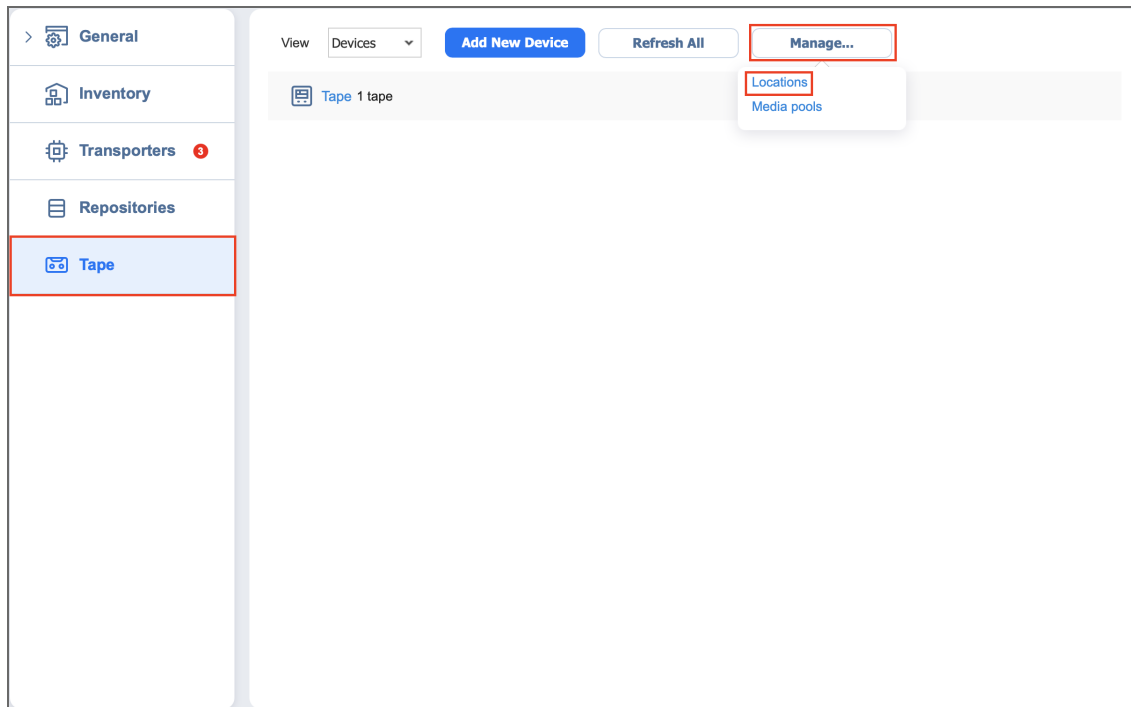 General
Inventory
Transporters 3
Repositories
Tape
View Devices Add New Device Refresh All Manage...
Locations
Media pools
Tape 1 tape